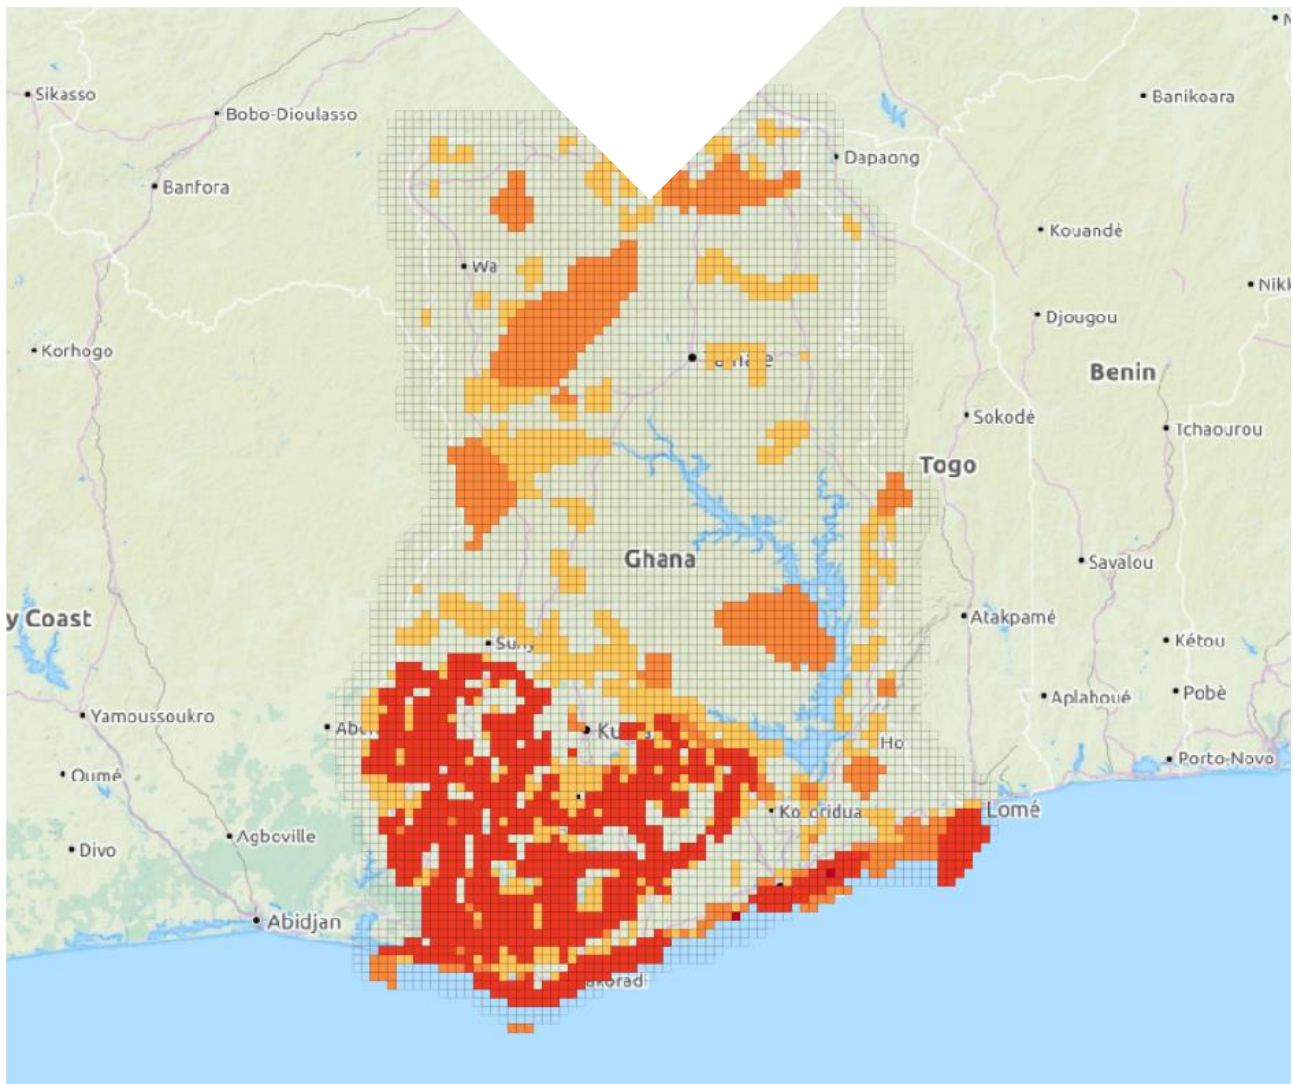 Sikasso
Bobo-Dioulasso
Banikoara
Dapaong
Banfora
Kouandé
Wa
Djougou
Korhogo
Benin
Sokodé
Tchaourou
Togo
Ghana
Savalou
y Coast
Atakpamé
Kétou
Aplahoué
Pobè
Yamoussoukro
Ho
Porto-Novo
Oumé
Lomé
Agboville
Divo
Abidjan